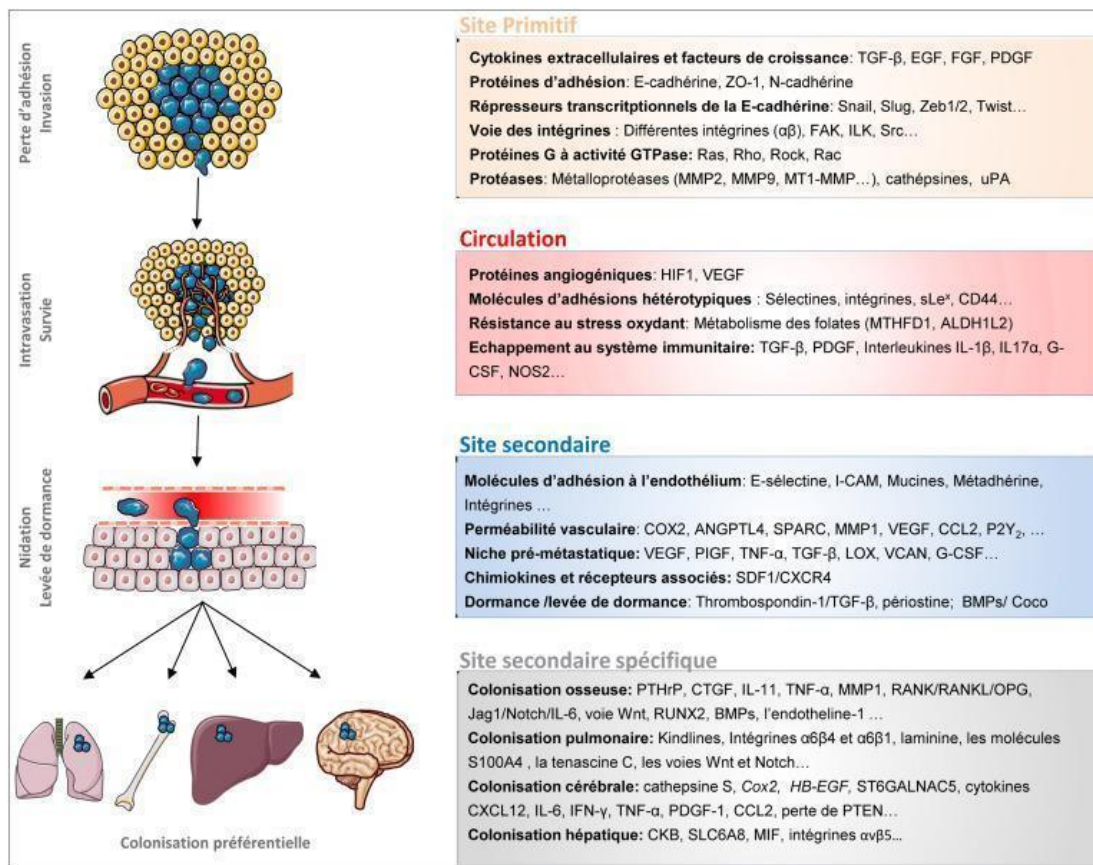 Perte d'adhésion
Invasion
Site Primitif
Cytokines extracellulaires et facteurs de croissance: TGF-β, EGF, FGF, PDGF
Protéines d'adhésion: E-cadhérine, ZO-1, N-cadhérine
Répresseurs transcritptionnels de la E-cadhérine: Snail, Slug, Zeb1/2, Twist…
Voie des intégrines : Différentes intégrines (αβ), FAK, ILK, Src…
Protéines G à activité GTPase: Ras, Rho, Rock, Rac
Protéases: Métalloprotéases (MMP2, MMP9, MT1-MMP…), cathépsines, uPA
Intravasation
Survie
Circulation
Protéines angiogéniques: HIF1, VEGF
Molécules d'adhésions hétérotypiques : Sélectines, intégrines, sLeˣ, CD44…
Résistance au stress oxydant: Métabolisme des folates (MTHFD1, ALDH1L2)
Echappement au système immunitaire: TGF-β, PDGF, Interleukines IL-1β, IL17α, G-
CSF, NOS2…
Nidation
Levée de dormance
Site secondaire
Molécules d'adhésion à l'endothélium: E-sélectine, I-CAM, Mucines, Métadhérine,
Intégrines …
Perméabilité vasculaire: COX2, ANGPTL4, SPARC, MMP1, VEGF, CCL2, P2Y₂, …
Niche pré-métastatique: VEGF, PlGF, TNF-α, TGF-β, LOX, VCAN, G-CSF…
Chimiokines et récepteurs associés: SDF1/CXCR4
Dormance /levée de dormance: Thrombospondin-1/TGF-β, périostine; BMPs/ Coco
Colonisation préférentielle
Site secondaire spécifique
Colonisation osseuse: PTHrP, CTGF, IL-11, TNF-α, MMP1, RANK/RANKL/OPG,
Jag1/Notch/IL-6, voie Wnt, RUNX2, BMPs, l'endotheline-1 …
Colonisation pulmonaire: Kindlines, Intégrines α6β4 et α6β1, laminine, les molécules
S100A4 , la tenascine C, les voies Wnt et Notch…
Colonisation cérébrale: cathepsine S, Cox2, HB-EGF, ST6GALNAC5, cytokines
CXCL12, IL-6, IFN-γ, TNF-α, PDGF-1, CCL2, perte de PTEN…
Colonisation hépatique: CKB, SLC6A8, MIF, intégrines αvβ5…